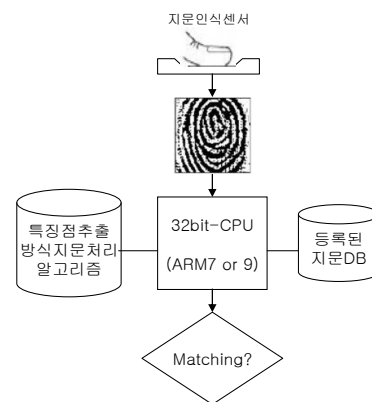 지문인식센서
특징점추출
방식지문처리
알고리즘
32bit-CPU
(ARM7 or 9)
등록된
지문DB
Matching?